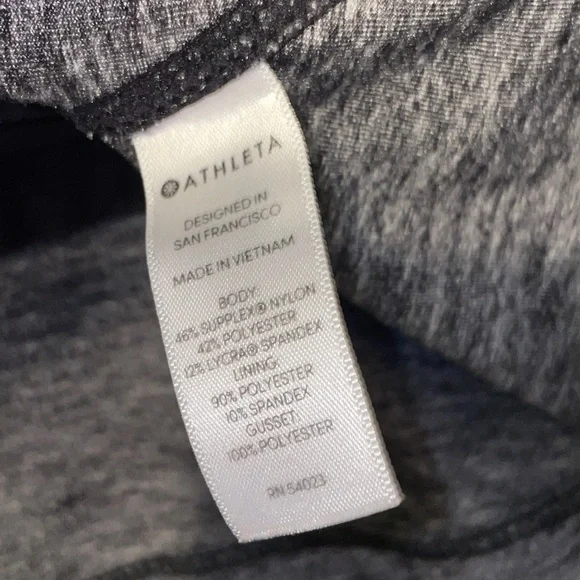 ATHLETA
DESIGNED IN
SAN FRANCISCO
MADE IN VIETNAM
BODY:
46% SUPPLEX® NYLON
42% POLYESTER
12% LYCRA® SPANDEX
LINING:
90% POLYESTER
10% SPANDEX
GUSSET:
100% POLYESTER
RN 54023